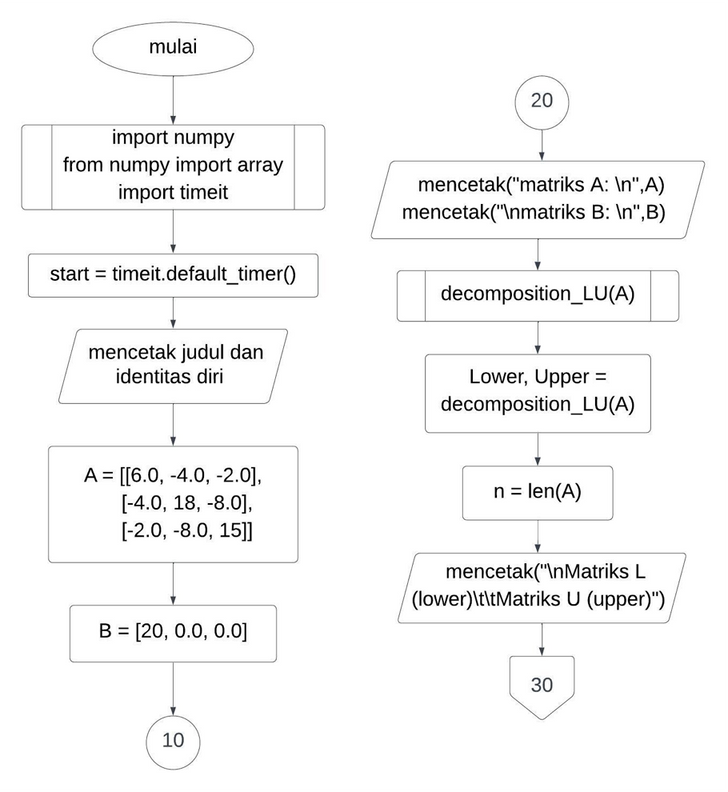 mulai
import numpy
from numpy import array
import timeit
start = timeit.default_timer()
mencetak judul dan
identitas diri
A = [[6.0, -4.0, -2.0],
[-4.0, 18, -8.0],
[-2.0, -8.0, 15]]
B = [20, 0.0, 0.0]
10
20
mencetak("matriks A: \n",A)
mencetak("\nmatriks B: \n",B)
decomposition_LU(A)
Lower, Upper =
decomposition_LU(A)
n = len(A)
mencetak("\nMatriks L
(lower)\t\tMatriks U (upper)")
30